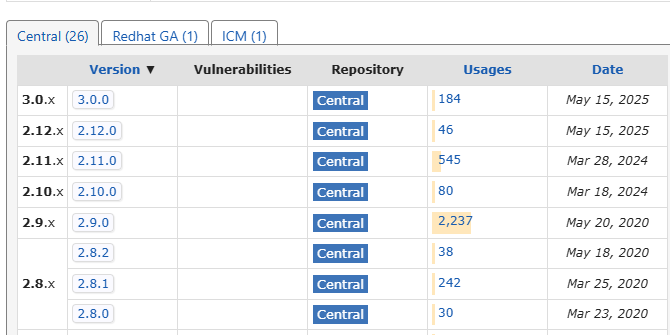 Central (26) Redhat GA (1) ICM (1)
Version ▼ Vulnerabilities Repository Usages Date
3.0.x 3.0.0 Central 184 May 15, 2025
2.12.x 2.12.0 Central 46 May 15, 2025
2.11.x 2.11.0 Central 545 Mar 28, 2024
2.10.x 2.10.0 Central 80 Mar 18, 2024
2.9.x 2.9.0 Central 2,237 May 20, 2020
2.8.2 Central 38 May 18, 2020
2.8.x 2.8.1 Central 242 Mar 25, 2020
2.8.0 Central 30 Mar 23, 2020